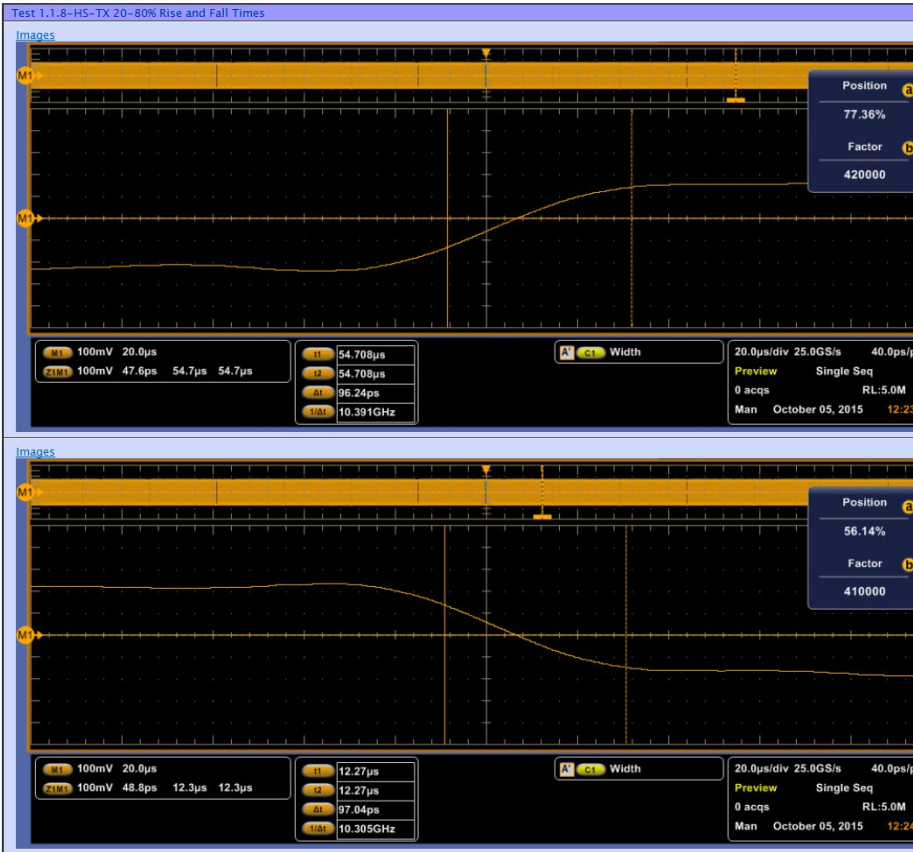 Test 1.1.8-HS-TX 20-80% Rise and Fall Times
Images
M1
Position a
77.36%
Factor b
420000
M1
M1 100mV 20.0µs
Z1M1 100mV 47.6ps 54.7µs 54.7µs
t1 54.708µs
t2 54.708µs
Δt 96.24ps
1/Δt 10.391GHz
A' C1 Width
20.0µs/div 25.0GS/s 40.0ps/
Preview Single Seq
0 acqs RL:5.0M
Man October 05, 2015 12:23
Images
M1
Position a
56.14%
Factor b
410000
M1
M1 100mV 20.0µs
Z1M1 100mV 48.8ps 12.3µs 12.3µs
t1 12.27µs
t2 12.27µs
Δt 97.04ps
1/Δt 10.305GHz
A' C1 Width
20.0µs/div 25.0GS/s 40.0ps/
Preview Single Seq
0 acqs RL:5.0M
Man October 05, 2015 12:24